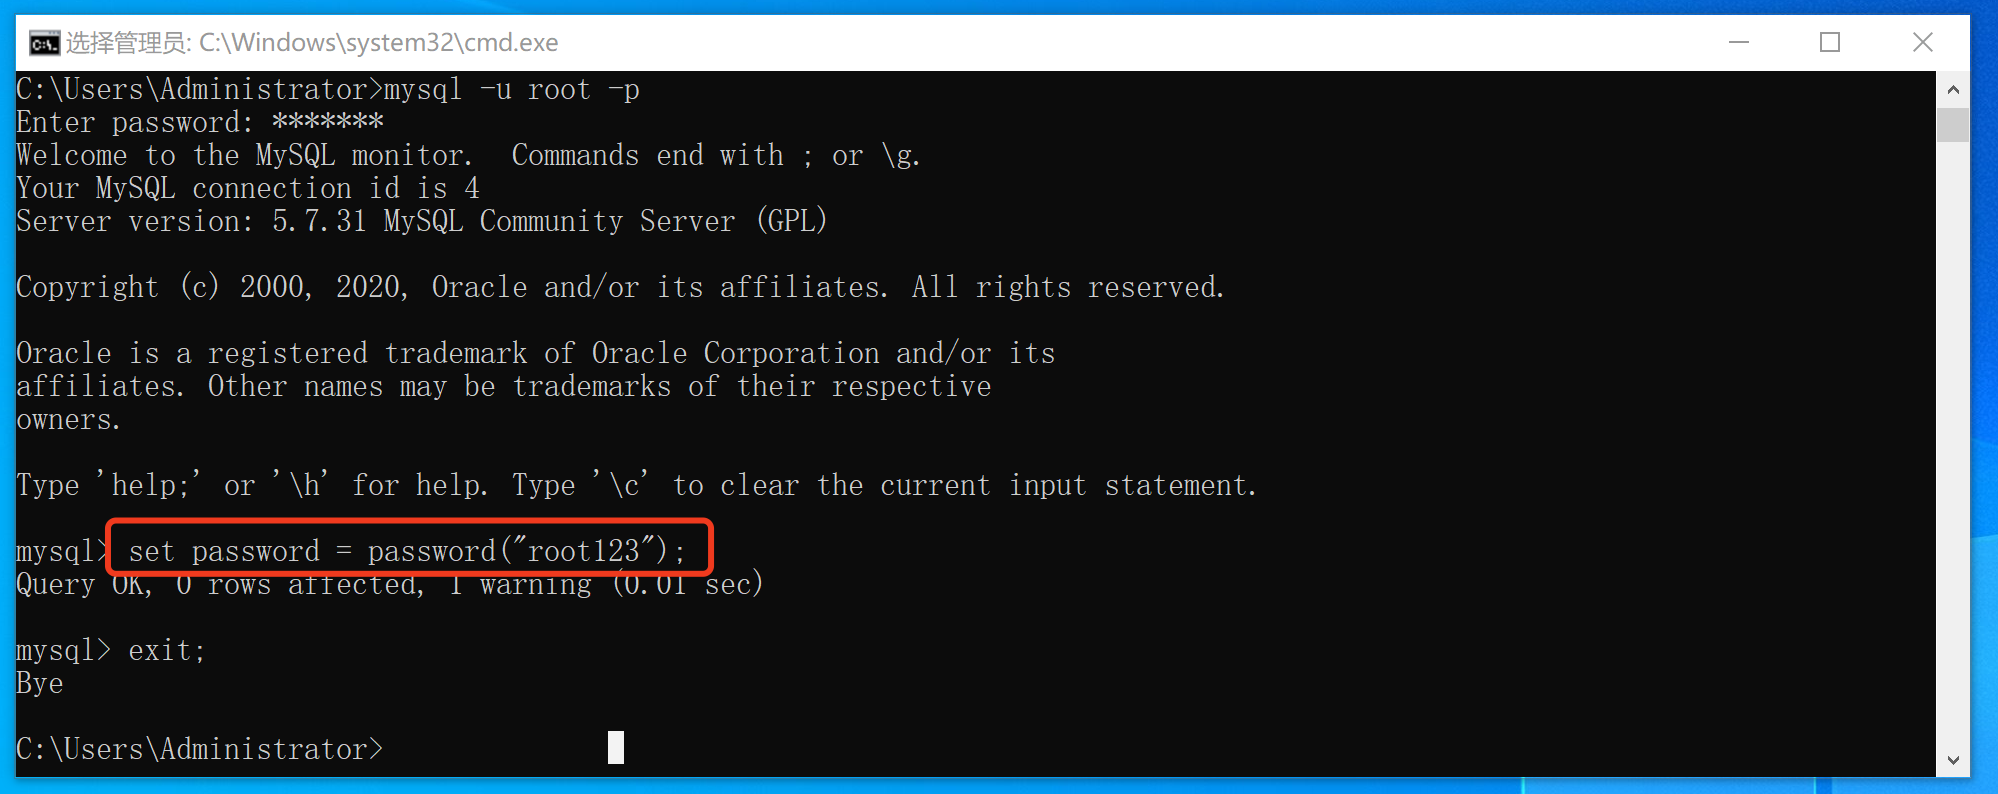 选择管理员: C:\Windows\system32\cmd.exe
C:\Users\Administrator>mysql -u root -p
Enter password: *******
Welcome to the MySQL monitor.  Commands end with ; or \g.
Your MySQL connection id is 4
Server version: 5.7.31 MySQL Community Server (GPL)
Copyright (c) 2000, 2020, Oracle and/or its affiliates. All rights reserved.
Oracle is a registered trademark of Oracle Corporation and/or its
affiliates. Other names may be trademarks of their respective
owners.
Type 'help;' or '\h' for help. Type '\c' to clear the current input statement.
mysql> set password = password("root123");
Query OK, 0 rows affected, 1 warning (0.01 sec)
mysql> exit;
Bye
C:\Users\Administrator>